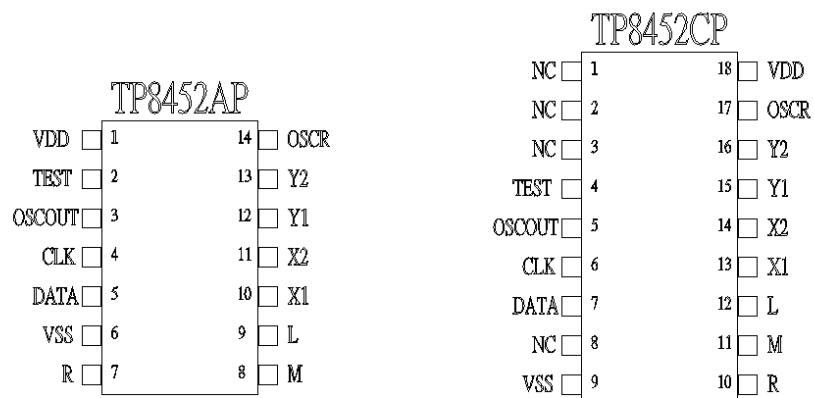 TP8452AP
VDD 1 14 OSCR
TEST 2 13 Y2
OSCOUT 3 12 Y1
CLK 4 11 X2
DATA 5 10 X1
VSS 6 9 L
R 7 8 M
TP8452CP
NC 1 18 VDD
NC 2 17 OSCR
NC 3 16 Y2
TEST 4 15 Y1
OSCOUT 5 14 X2
CLK 6 13 X1
DATA 7 12 L
NC 8 11 M
VSS 9 10 R